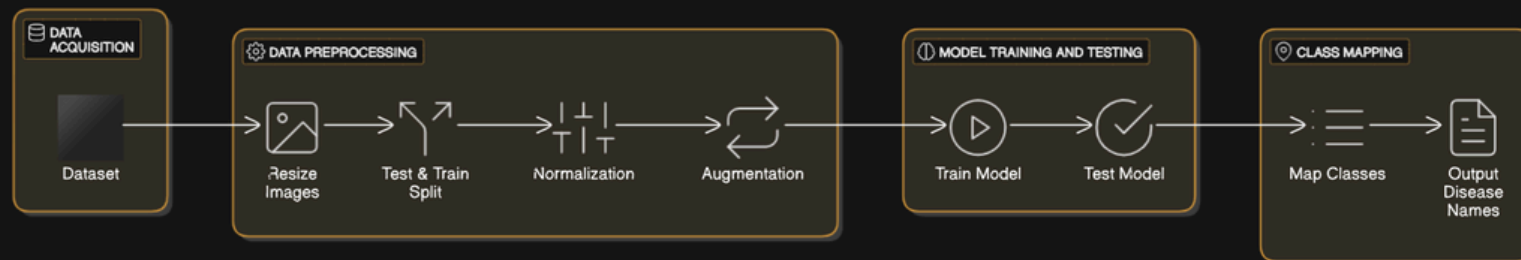 DATA
ACQUISITION
Dataset
DATA PREPROCESSING
Resize
Images
Test & Train
Split
Normalization
Augmentation
MODEL TRAINING AND TESTING
Train Model
Test Model
CLASS MAPPING
Map Classes
Output
Disease
Names